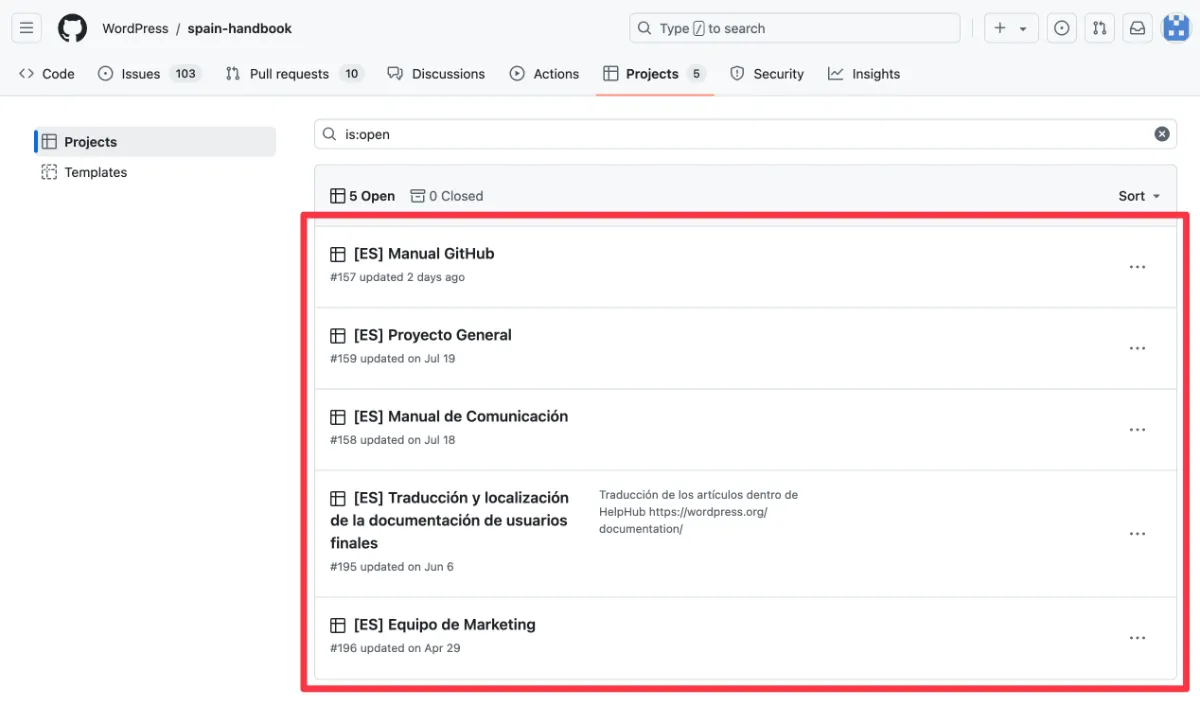 WordPress / spain-handbook
Type / to search
Code Issues 103 Pull requests 10 Discussions Actions Projects 5 Security Insights
Projects
Templates
is:open
5 Open 0 Closed Sort
[ES] Manual GitHub
#157 updated 2 days ago
[ES] Proyecto General
#159 updated on Jul 19
[ES] Manual de Comunicación
#158 updated on Jul 18
[ES] Traducción y localización
de la documentación de usuarios
finales
#195 updated on Jun 6
Traducción de los artículos dentro de
HelpHub https://wordpress.org/
documentation/
[ES] Equipo de Marketing
#196 updated on Apr 29